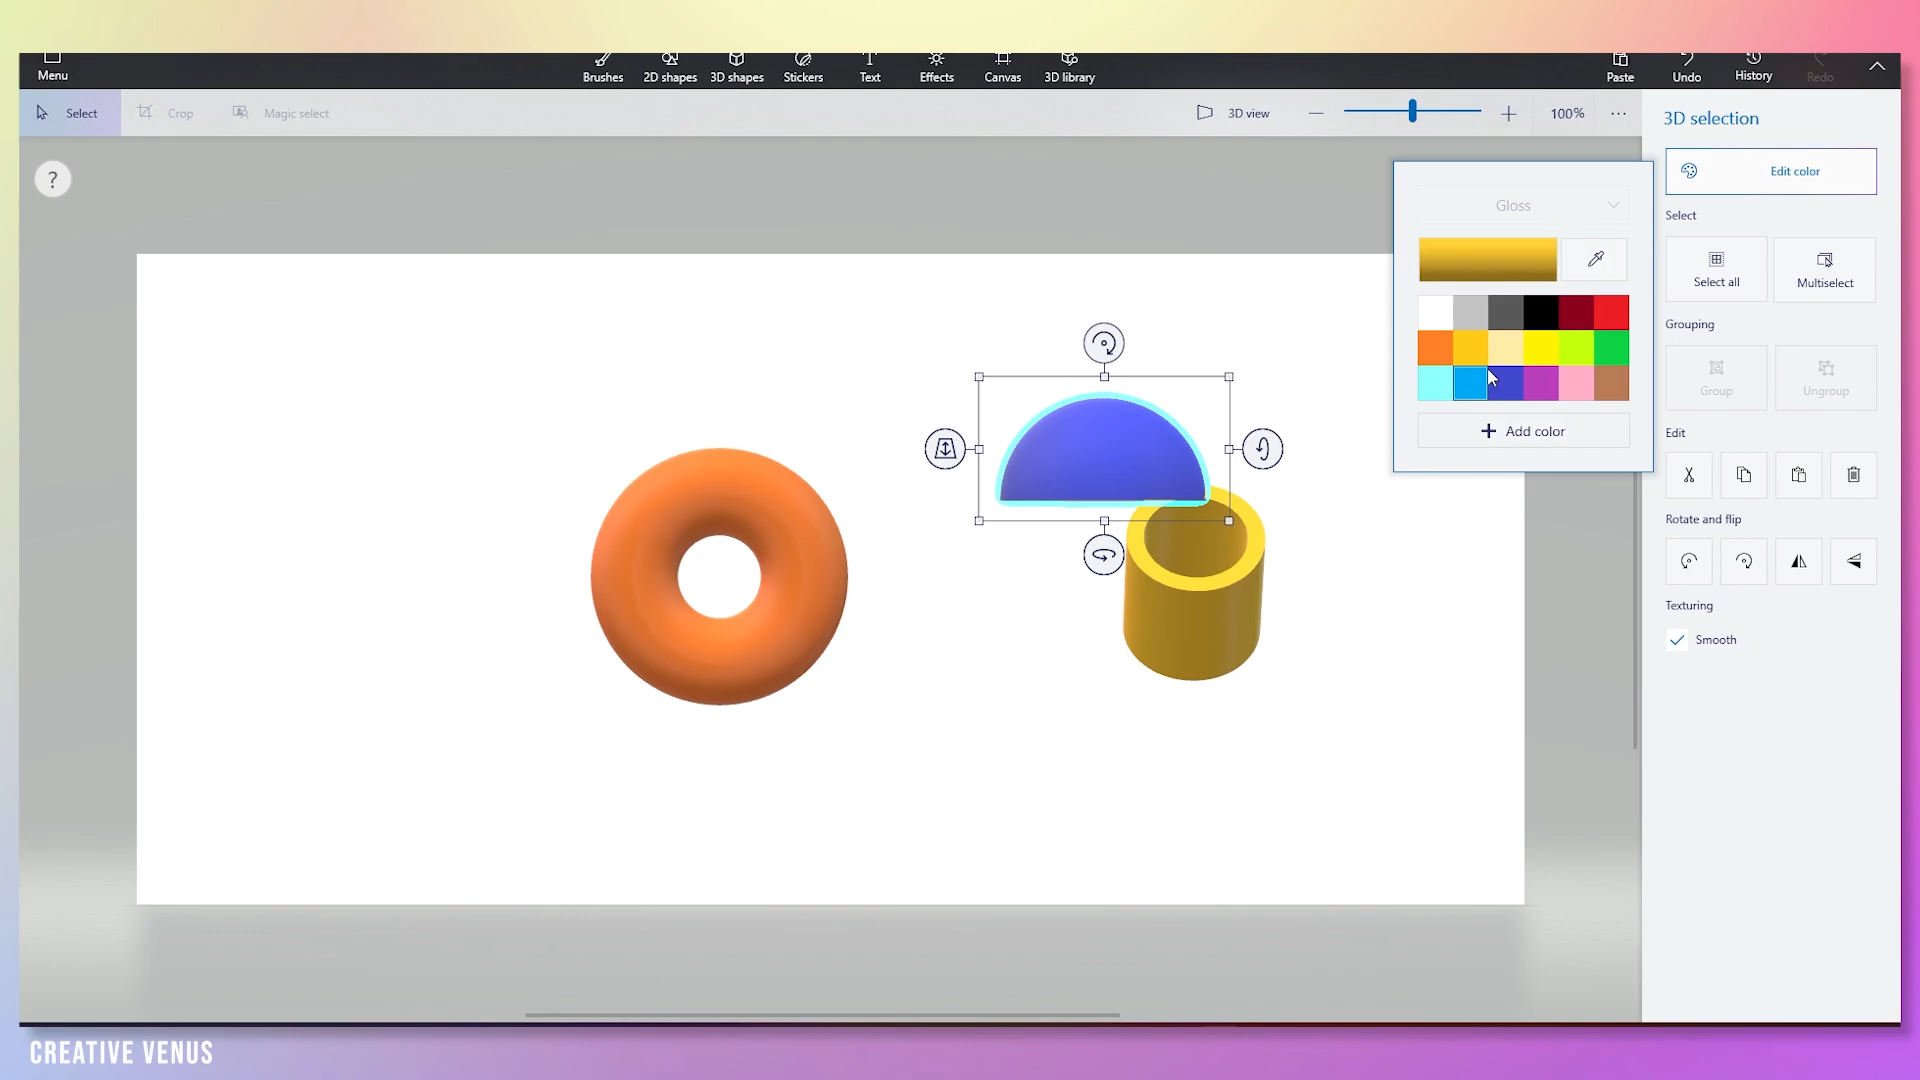 Menu
Brushes
2D shapes
3D shapes
Stickers
Text
Effects
Canvas
3D library
Paste
Undo
History
Redo
Select
Crop
Magic select
3D view
100%
3D selection
?
Gloss
Add color
Edit color
Select
Select all
Multiselect
Grouping
Group
Ungroup
Edit
Rotate and flip
Texturing
Smooth
CREATIVE VENUS